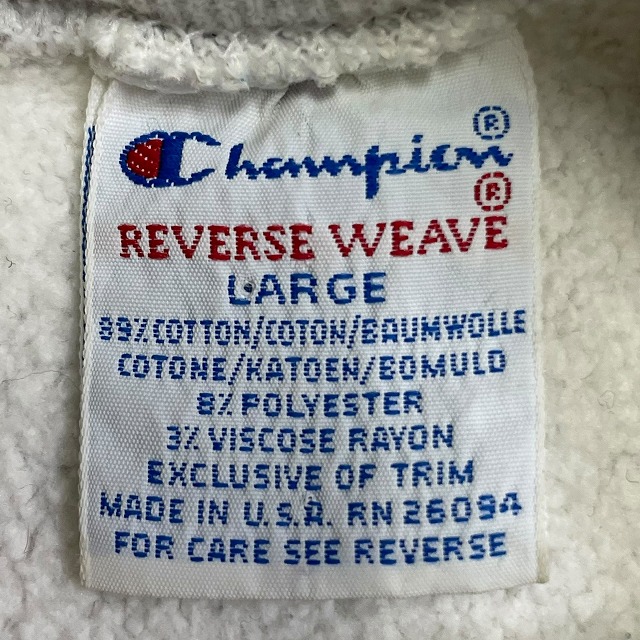 Champion®
REVERSE WEAVE®
LARGE
89% COTTON/COTON/BAUMWOLLE
COTONE/KATOEN/BOMULD
8% POLYESTER
3% VISCOSE RAYON
EXCLUSIVE OF TRIM
MADE IN U.S.A. RN 26094
FOR CARE SEE REVERSE